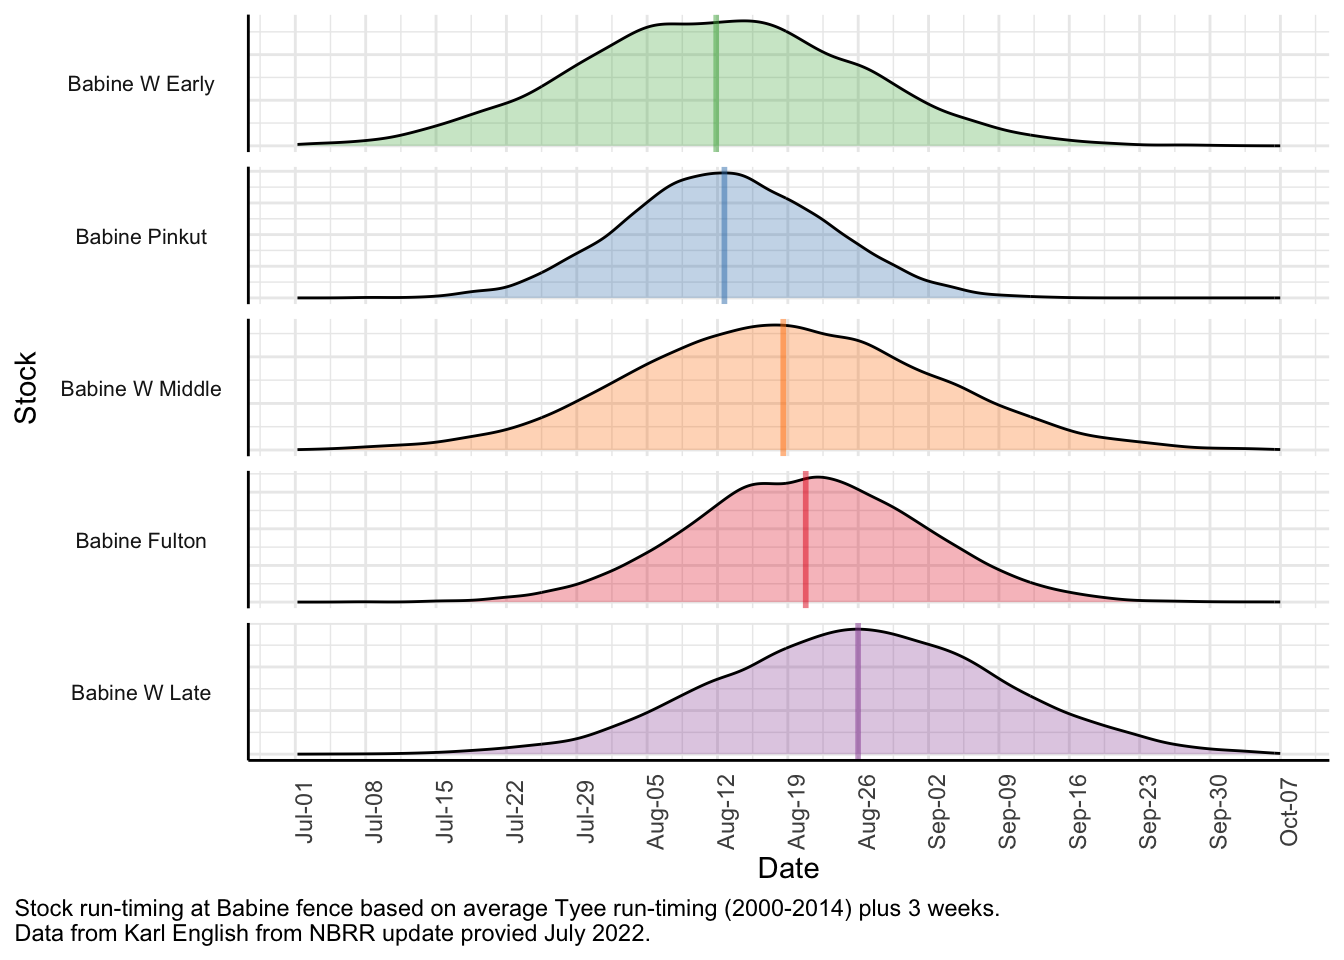 Babine W Early
Babine Pinkut
Babine W Middle
Babine Fulton
Babine W Late
Stock
Jul-01
Jul-08
Jul-15
Jul-22
Jul-29
Aug-05
Aug-12
Aug-19
Aug-26
Sep-02
Sep-09
Sep-16
Sep-23
Sep-30
Oct-07
Date
Stock run-timing at Babine fence based on average Tyee run-timing (2000-2014) plus 3 weeks.
Data from Karl English from NBRR update provied July 2022.